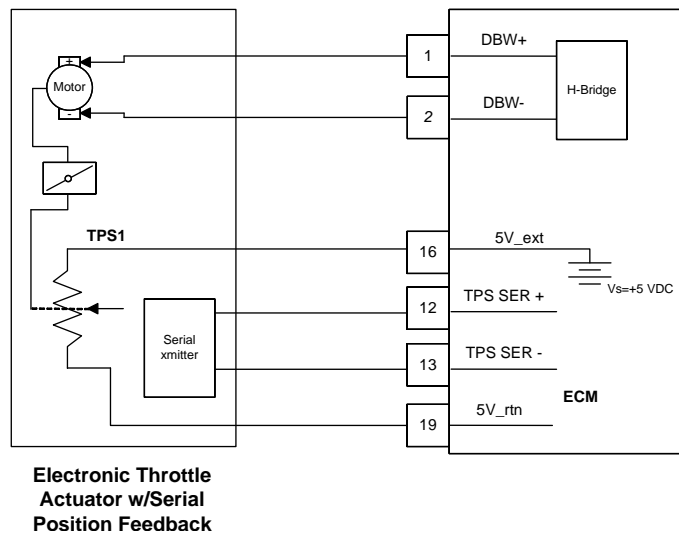 +
Motor
-
1
DBW+
H-Bridge
2
DBW-
TPS1
16
5V_ext
Vs=+5 VDC
12
TPS SER +
Serial
xmitter
13
TPS SER -
ECM
19
5V_rtn
Electronic Throttle
Actuator w/Serial
Position Feedback